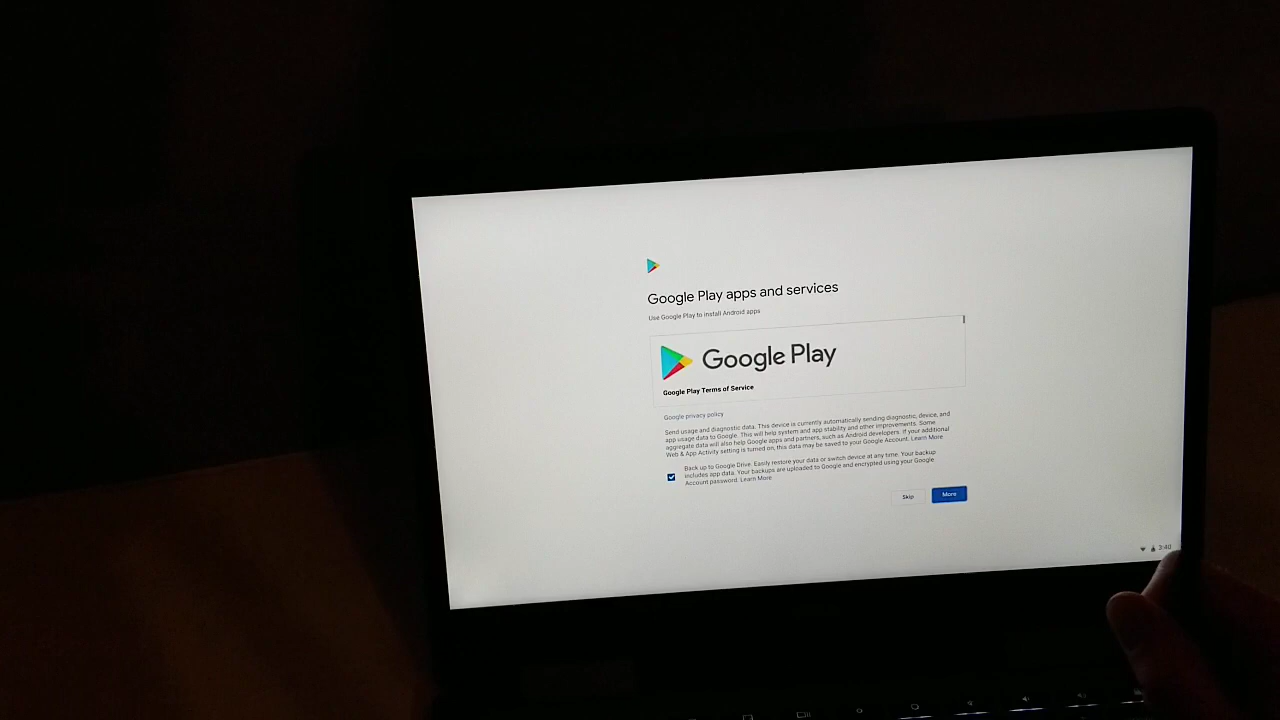 Google Play apps and services
Use Google Play to install Android apps
Google Play
Google Play Terms of Service
Google privacy policy
Send usage and diagnostic data. This device is currently automatically sending diagnostic, device, and
app usage data to Google. This will help system and app stability and other improvements. Some
aggregate data will also help Google apps and partners, such as Android developers. If your additional
Web & App Activity setting is turned on, this data may be saved to your Google Account. Learn More
Back up to Google Drive. Easily restore your data or switch device at any time. Your backup
includes app data. Your backups are uploaded to Google and encrypted using your Google
Account password. Learn More
Skip
More
3:40